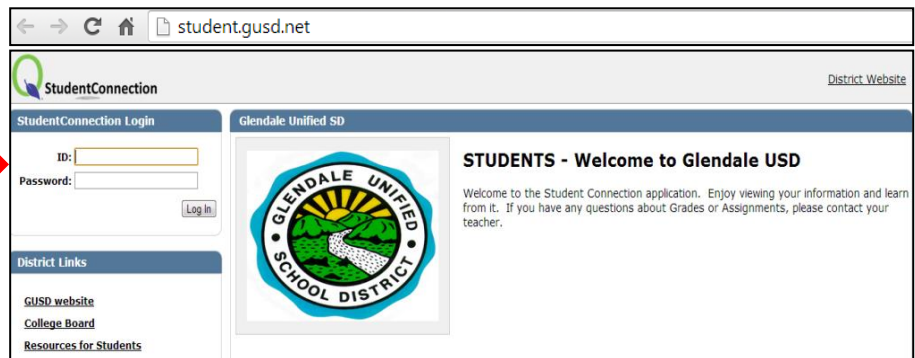 student.gusd.net
StudentConnection
District Website
StudentConnection Login
ID:
Password:
Log In
District Links
GUSD website
College Board
Resources for Students
Glendale Unified SD
GLENDALE UNIFIED
SCHOOL DISTRICT
STUDENTS - Welcome to Glendale USD
Welcome to the Student Connection application. Enjoy viewing your information and learn
from it. If you have any questions about Grades or Assignments, please contact your
teacher.